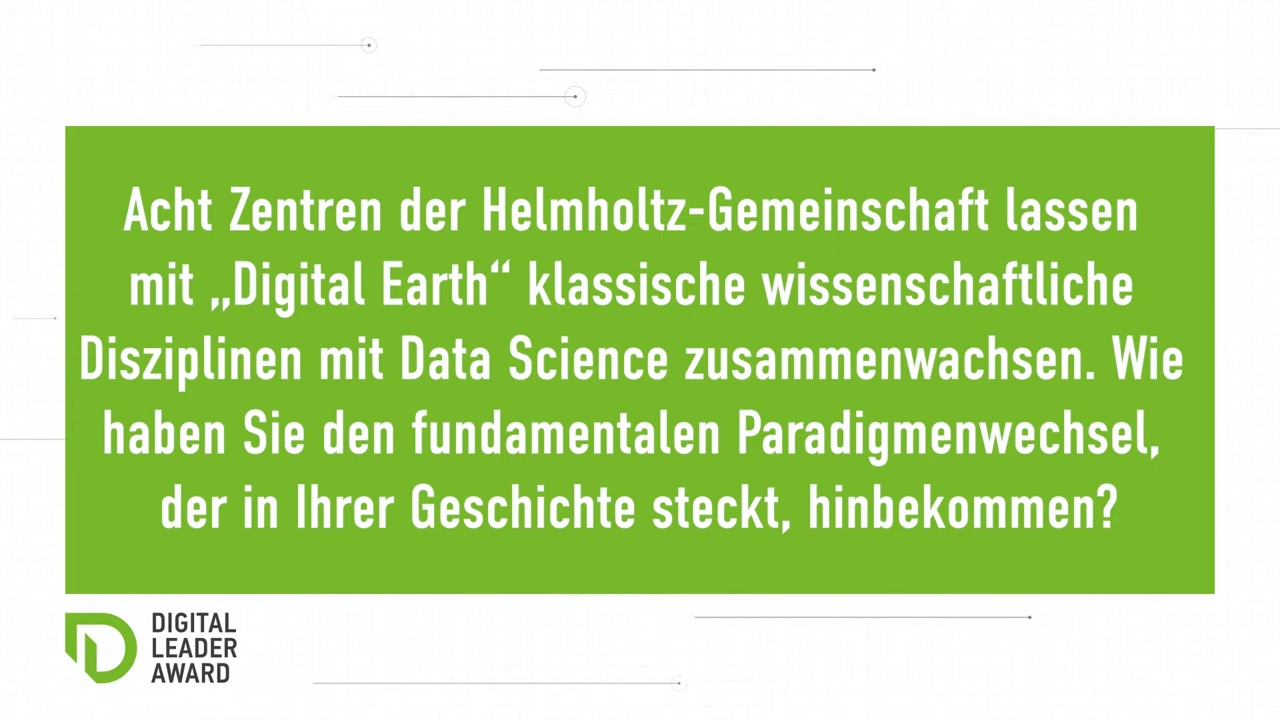 Acht Zentren der Helmholtz-Gemeinschaft lassen
mit „Digital Earth“ klassische wissenschaftliche
Disziplinen mit Data Science zusammenwachsen. Wie
haben Sie den fundamentalen Paradigmenwechsel,
der in Ihrer Geschichte steckt, hinbekommen?
DIGITAL
LEADER
AWARD